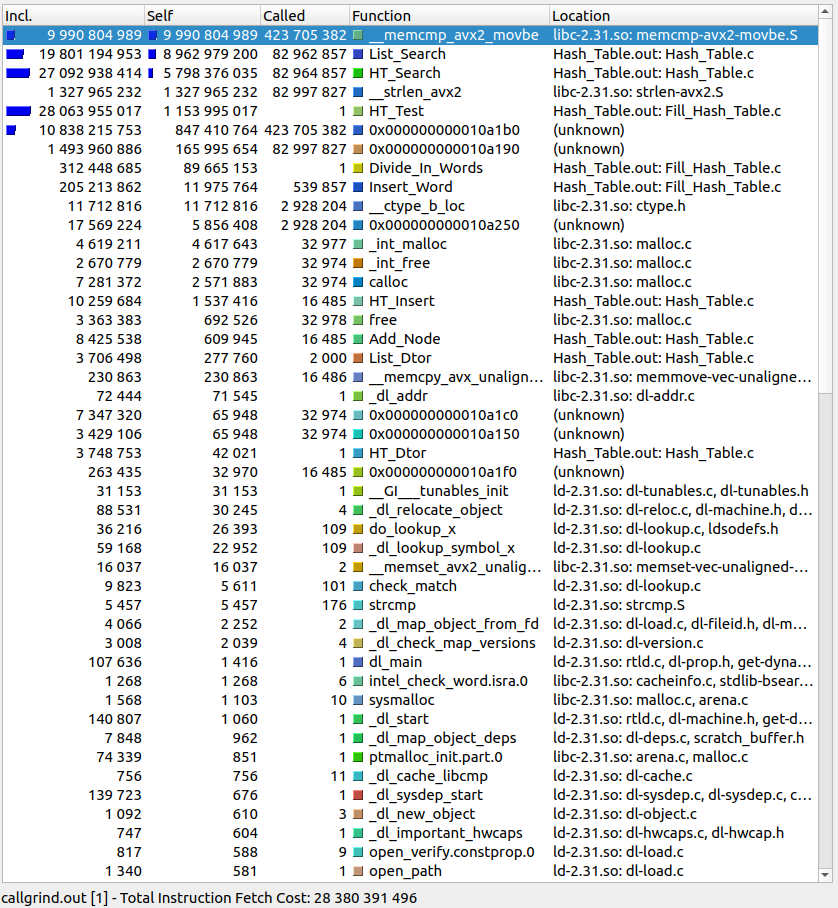 Incl. Self Called Function Location
9 990 804 989 9 990 804 989 423 705 382 __memcmp_avx2_movbe libc-2.31.so: memcmp-avx2-movbe.S
19 801 194 953 8 962 979 200 82 962 857 List_Search Hash_Table.out: Hash_Table.c
27 092 938 414 5 798 376 035 82 964 857 HT_Search Hash_Table.out: Hash_Table.c
1 327 965 232 1 327 965 232 82 997 827 __strlen_avx2 libc-2.31.so: strlen-avx2.S
28 063 955 017 1 153 995 017 1 HT_Test Hash_Table.out: Fill_Hash_Table.c
10 838 215 753 847 410 764 423 705 382 0x000000000010a1b0 (unknown)
1 493 960 886 165 995 654 82 997 827 0x000000000010a190 (unknown)
312 448 685 89 665 153 1 Divide_In_Words Hash_Table.out: Fill_Hash_Table.c
205 213 862 11 975 764 539 857 Insert_Word Hash_Table.out: Fill_Hash_Table.c
11 712 816 11 712 816 2 928 204 __ctype_b_loc libc-2.31.so: ctype.h
17 569 224 5 856 408 2 928 204 0x000000000010a250 (unknown)
4 619 211 4 617 643 32 977 _int_malloc libc-2.31.so: malloc.c
2 670 779 2 670 779 32 974 _int_free libc-2.31.so: malloc.c
7 281 372 2 571 883 32 974 calloc libc-2.31.so: malloc.c
10 259 684 1 537 416 16 485 HT_Insert Hash_Table.out: Hash_Table.c
3 363 383 692 526 32 978 free libc-2.31.so: malloc.c
8 425 538 609 945 16 485 Add_Node Hash_Table.out: Hash_Table.c
3 706 498 277 760 2 000 List_Dtor Hash_Table.out: Hash_Table.c
230 863 230 863 16 486 __memcpy_avx_unalign... libc-2.31.so: memmove-vec-unaligne...
72 444 71 545 1 _dl_addr libc-2.31.so: dl-addr.c
7 347 320 65 948 32 974 0x000000000010a1c0 (unknown)
3 429 106 65 948 32 974 0x000000000010a150 (unknown)
3 748 753 42 021 1 HT_Dtor Hash_Table.out: Hash_Table.c
263 435 32 970 16 485 0x000000000010a1f0 (unknown)
31 153 31 153 1 __GI___tunables_init ld-2.31.so: dl-tunables.c, dl-tunables.h
88 531 30 245 4 _dl_relocate_object ld-2.31.so: dl-reloc.c, dl-machine.h, d...
36 216 26 393 109 do_lookup_x ld-2.31.so: dl-lookup.c, ldsodefs.h
59 168 22 952 109 _dl_lookup_symbol_x ld-2.31.so: dl-lookup.c
16 037 16 037 2 __memset_avx2_unalig... libc-2.31.so: memset-vec-unaligned-...
9 823 5 611 101 check_match ld-2.31.so: dl-lookup.c
5 457 5 457 176 strcmp ld-2.31.so: strcmp.S
4 066 2 252 2 _dl_map_object_from_fd ld-2.31.so: dl-load.c, dl-fileid.h, dl-m...
3 008 2 039 4 _dl_check_map_versions ld-2.31.so: dl-version.c
107 636 1 416 1 dl_main ld-2.31.so: rtld.c, dl-prop.h, get-dyna...
1 268 1 268 6 intel_check_word.isra.0 libc-2.31.so: cacheinfo.c, stdlib-bsear...
1 568 1 103 10 sysmalloc libc-2.31.so: malloc.c, arena.c
140 807 1 060 1 _dl_start ld-2.31.so: rtld.c, dl-machine.h, get-d...
7 848 962 1 _dl_map_object_deps ld-2.31.so: dl-deps.c, scratch_buffer.h
74 339 851 1 ptmalloc_init.part.0 libc-2.31.so: arena.c, malloc.c
756 756 11 _dl_cache_libcmp ld-2.31.so: dl-cache.c
139 723 676 1 _dl_sysdep_start ld-2.31.so: dl-sysdep.c, dl-sysdep.c, c...
1 092 610 3 _dl_new_object ld-2.31.so: dl-object.c
747 604 1 _dl_important_hwcaps ld-2.31.so: dl-hwcaps.c, dl-hwcap.h
817 588 9 open_verify.constprop.0 ld-2.31.so: dl-load.c
1 340 581 1 open_path ld-2.31.so: dl-load.c
callgrind.out [1] - Total Instruction Fetch Cost: 28 380 391 496